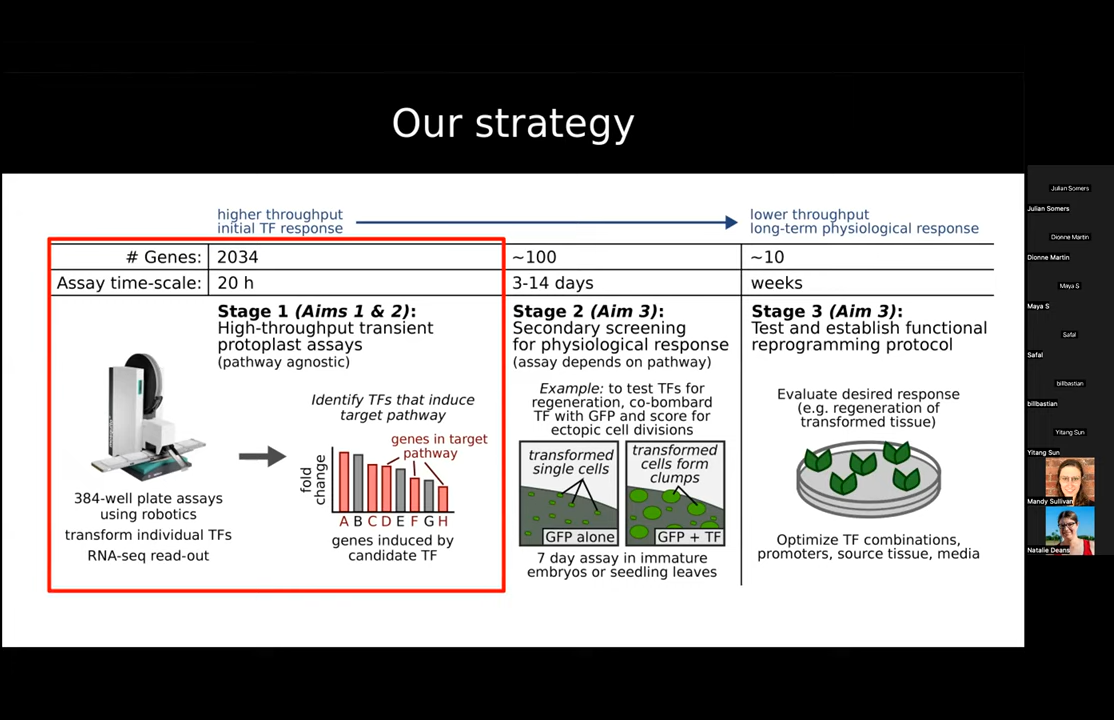 Our strategy
higher throughput
initial TF response
lower throughput
long-term physiological response
# Genes: 2034 ~100 ~10
Assay time-scale: 20 h 3-14 days weeks
Stage 1 (Aims 1 & 2):
High-throughput transient
protoplast assays
(pathway agnostic)
384-well plate assays
using robotics
transform individual TFs
RNA-seq read-out
Identify TFs that induce
target pathway
genes in target
pathway
fold
change
A B C D E F G H
genes induced by
candidate TF
Stage 2 (Aim 3):
Secondary screening
for physiological response
(assay depends on pathway)
Example: to test TFs for
regeneration, co-bombard
TF with GFP and score for
ectopic cell divisions
transformed
single cells
GFP alone
transformed
cells form
clumps
GFP + TF
7 day assay in immature
embryos or seedling leaves
Stage 3 (Aim 3):
Test and establish functional
reprogramming protocol
Evaluate desired response
(e.g. regeneration of
transformed tissue)
Optimize TF combinations,
promoters, source tissue, media
Julian Somers
Julian Somers
Dionne Martin
Dionne Martin
Maya S
Maya S
Safal
Safal
billbastian
billbastian
Yitang Sun
Yitang Sun
Mandy Sullivan
Natalie Deans